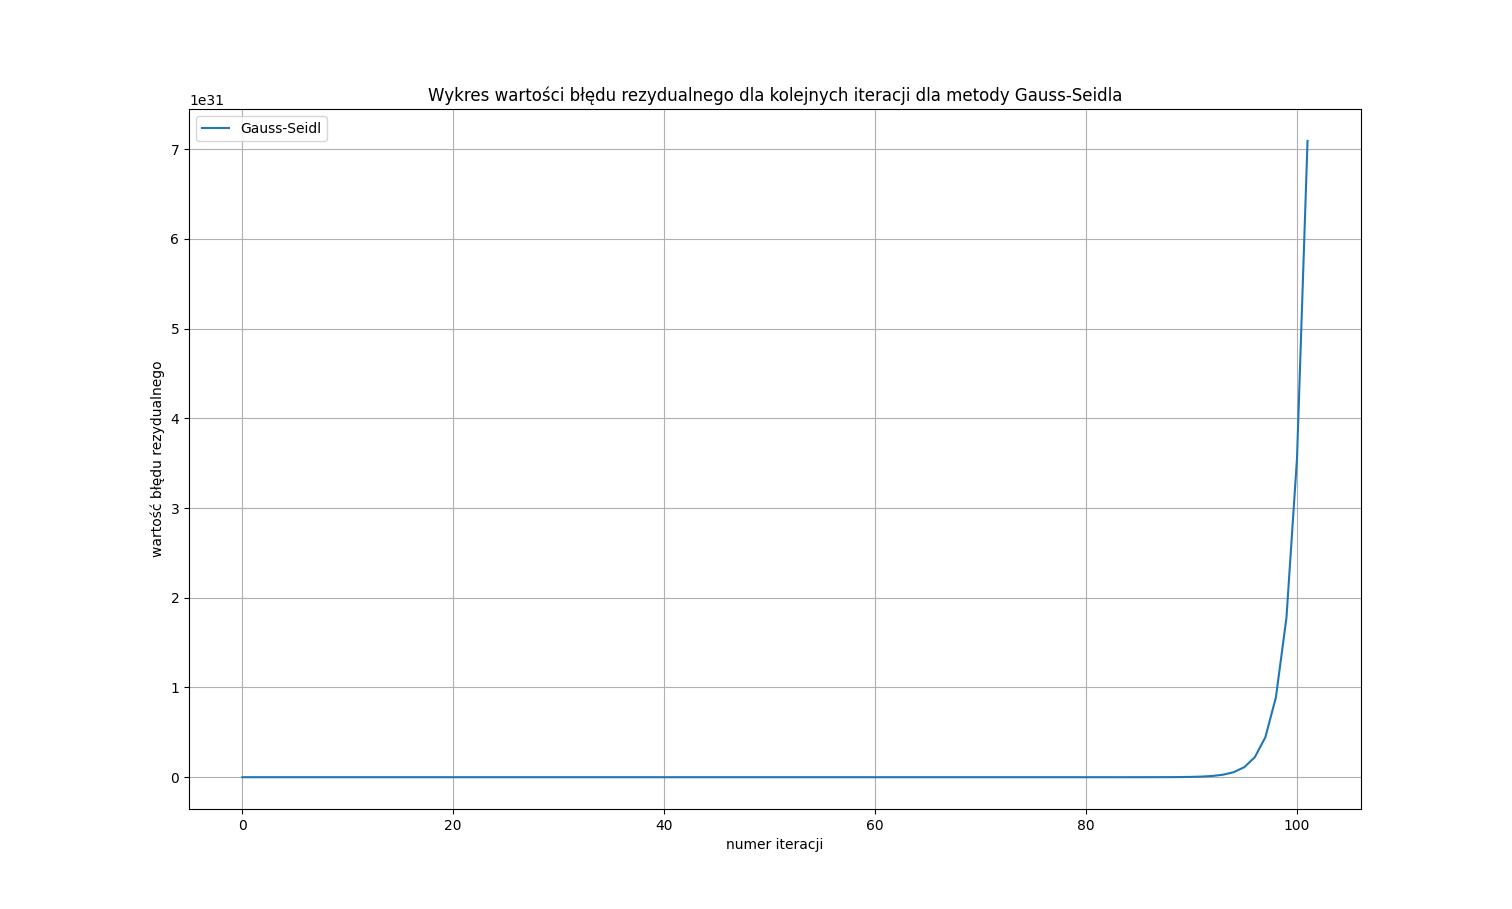 Wykres wartości błędu rezydualnego dla kolejnych iteracji dla metody Gauss-Seidla
1e31
Gauss-Seidl
7
6
5
4
3
2
1
0
wartość błędu rezydualnego
0 20 40 60 80 100
numer iteracji